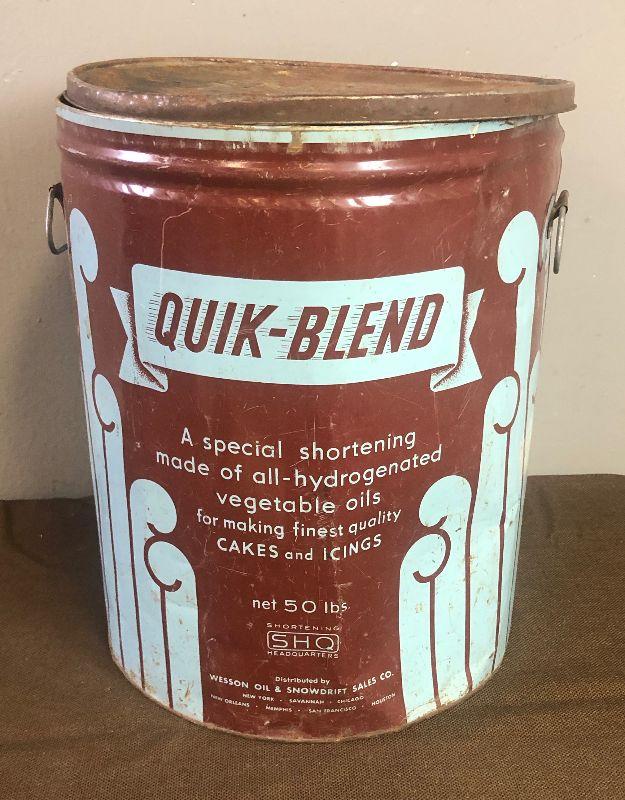 QUIK-BLEND
A special shortening
made of all-hydrogenated
vegetable oils
for making finest quality
CAKES and ICINGS
net 50 lbs.
SHORTENING
SHQ
HEADQUARTERS
Distributed by
WESSON OIL & SNOWDRIFT SALES CO.
NEW YORK · SAVANNAH · CHICAGO
NEW ORLEANS · MEMPHIS · SAN FRANCISCO · HOUSTON